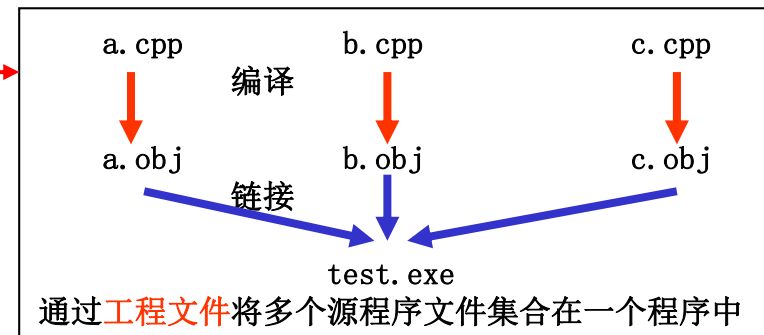 a.cpp b.cpp c.cpp
编译
a.obj b.obj c.obj
链接
test.exe
通过工程文件将多个源程序文件集合在一个程序中